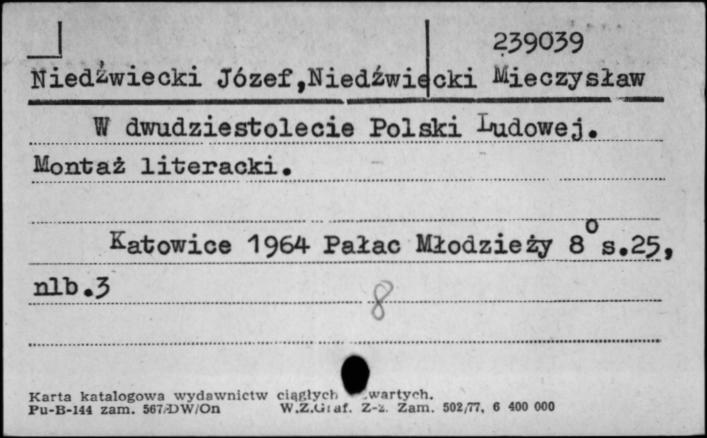 239039
Niedźwiecki Józef,Niedźwiecki Mieczysław
W dwudziestolecie Polski Ludowej.
Montaż literacki.
Katowice 1964 Pałac Młodzieży 8° s.25,
nlb.3
8
Karta katalogowa wydawnictw ciągłych wartych.
Pu-B-144 zam. 567/DW/On W.Z.Graf. Z-z. Zam. 502/77, 6 400 000